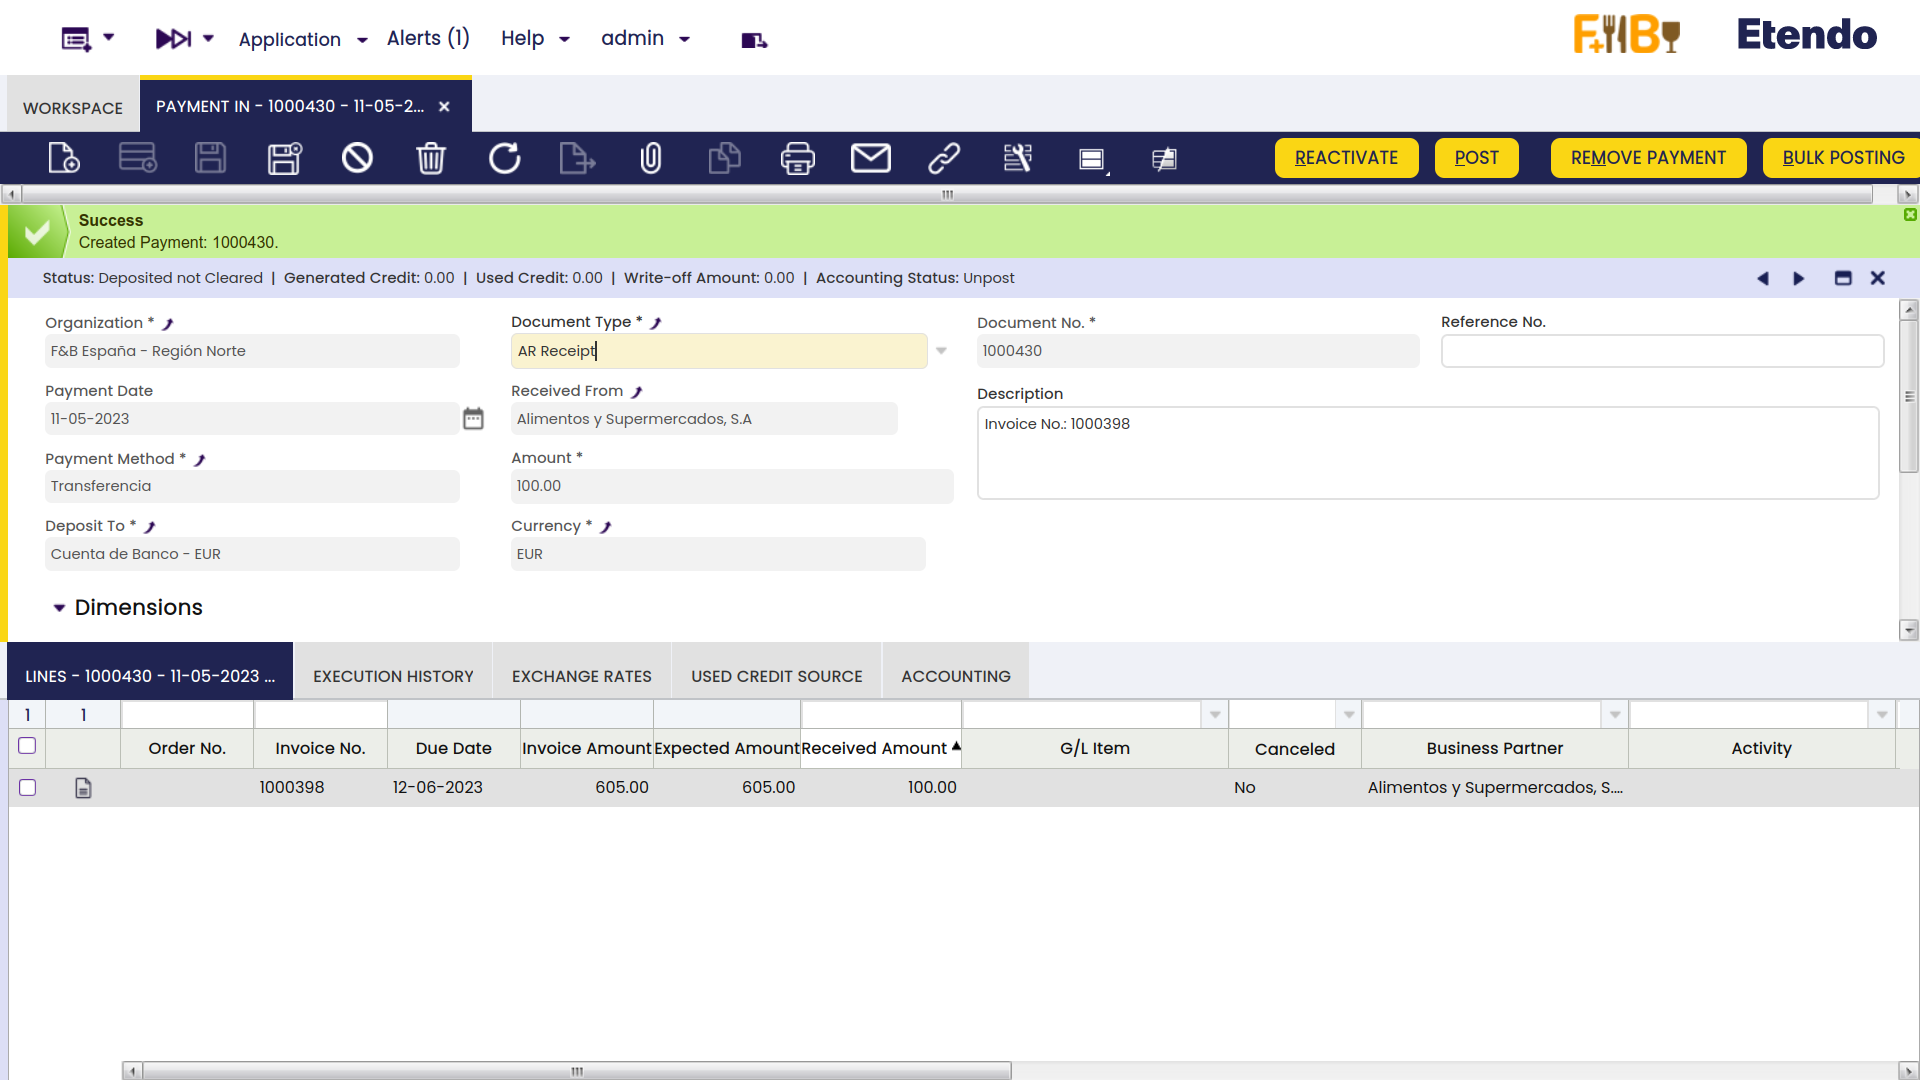 Application
Alerts (1)
Help
admin
F+B
Etendo
WORKSPACE
PAYMENT IN - 1000430 - 11-05-2...
REACTIVATE
POST
REMOVE PAYMENT
BULK POSTING
Success
Created Payment: 1000430.
Status: Deposited not Cleared | Generated Credit: 0.00 | Used Credit: 0.00 | Write-off Amount: 0.00 | Accounting Status: Unpost
Organization *
Document Type *
Document No. *
Reference No.
F&B España - Región Norte
AR Receipt
1000430
Payment Date
Received From
Description
11-05-2023
Alimentos y Supermercados, S.A
Invoice No.: 1000398
Payment Method *
Amount *
Transferencia
100.00
Deposit To *
Currency *
Cuenta de Banco - EUR
EUR
Dimensions
LINES - 1000430 - 11-05-2023 ...
EXECUTION HISTORY
EXCHANGE RATES
USED CREDIT SOURCE
ACCOUNTING
1 1
Order No. Invoice No. Due Date Invoice Amount Expected Amount Received Amount G/L Item Canceled Business Partner Activity
1000398 12-06-2023 605.00 605.00 100.00 No Alimentos y Supermercados, S....